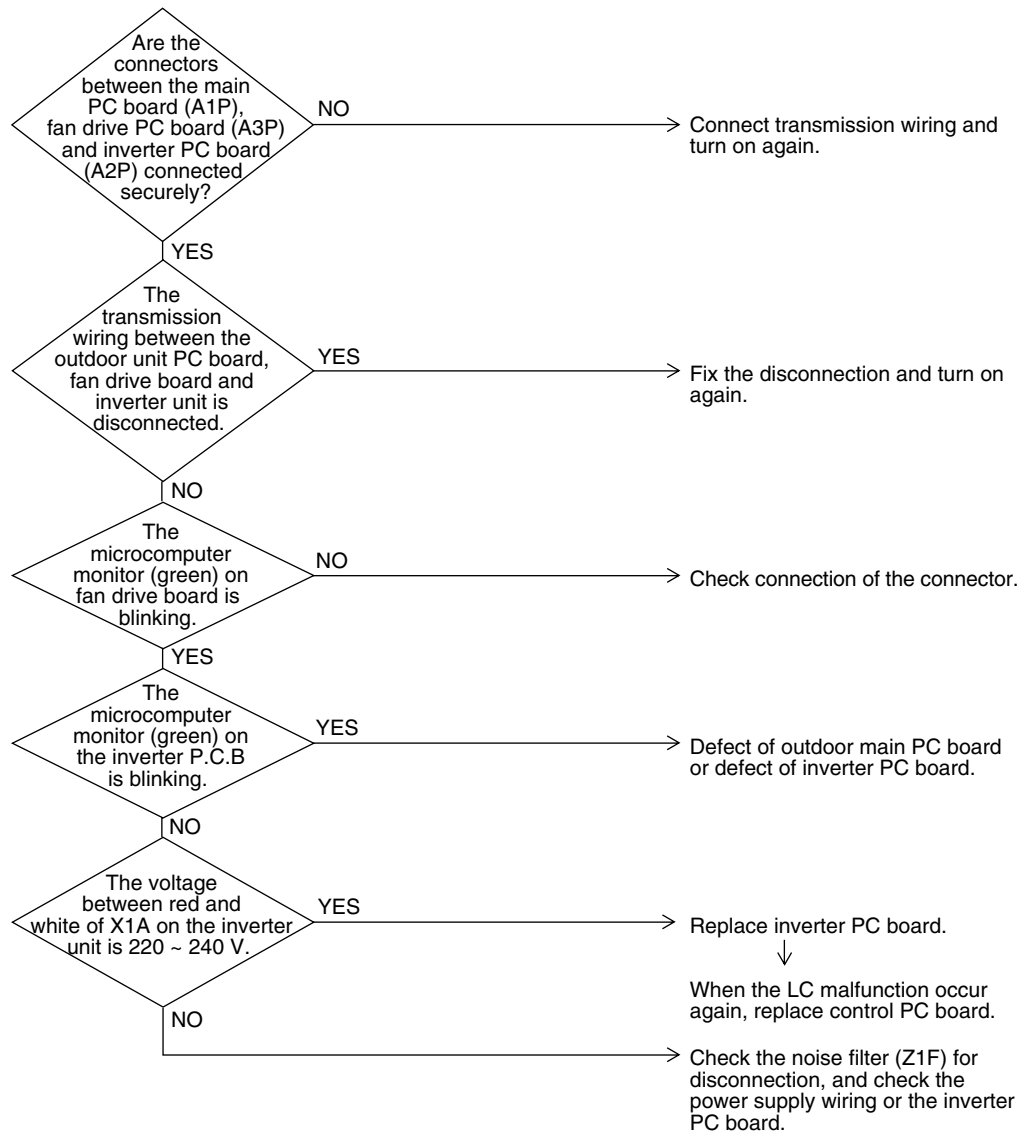 Are the
connectors
between the main
PC board (A1P),
fan drive PC board (A3P)
and inverter PC board
(A2P) connected
securely?
NO
Connect transmission wiring and
turn on again.
YES
The
transmission
wiring between the
outdoor unit PC board,
fan drive board and
inverter unit is
disconnected.
YES
Fix the disconnection and turn on
again.
NO
The
microcomputer
monitor (green) on
fan drive board is
blinking.
NO
Check connection of the connector.
YES
The
microcomputer
monitor (green) on
the inverter P.C.B
is blinking.
YES
Defect of outdoor main PC board
or defect of inverter PC board.
NO
The voltage
between red and
white of X1A on the inverter
unit is 220 ~ 240 V.
YES
Replace inverter PC board.
When the LC malfunction occur
again, replace control PC board.
NO
Check the noise filter (Z1F) for
disconnection, and check the
power supply wiring or the inverter
PC board.